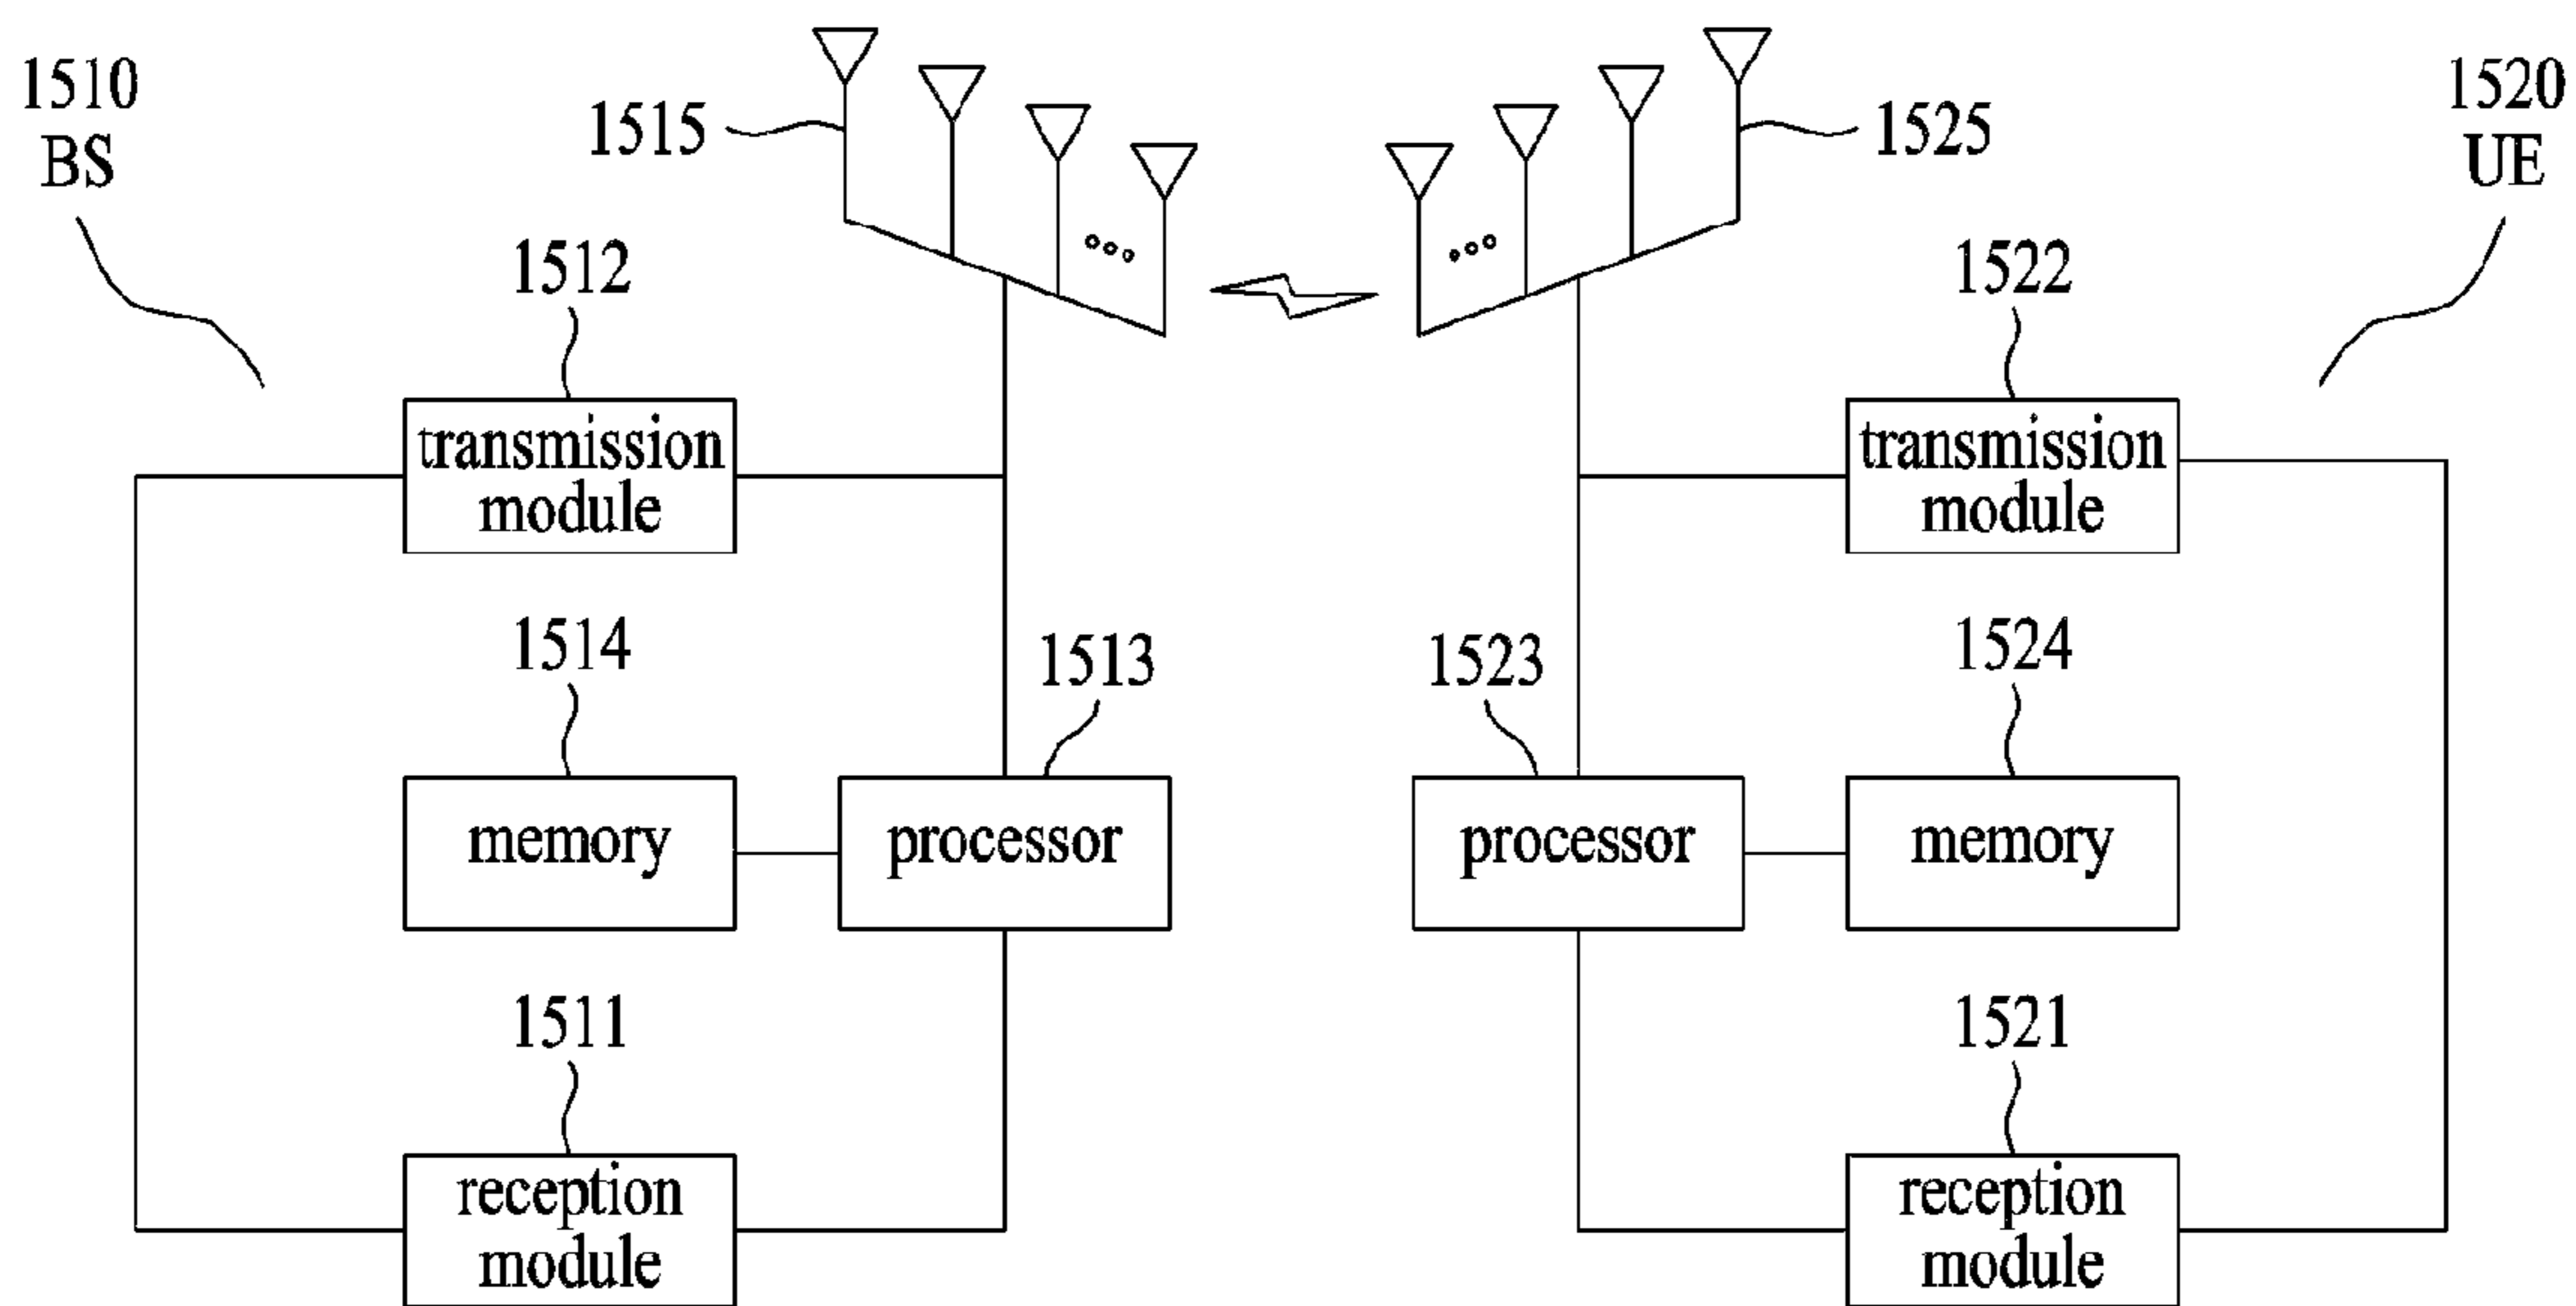 1510
BS
1515
1525
1520
UE
1512
transmission
module
1522
transmission
module
1514
memory
1513
processor
1523
processor
1524
memory
1511
reception
module
1521
reception
module